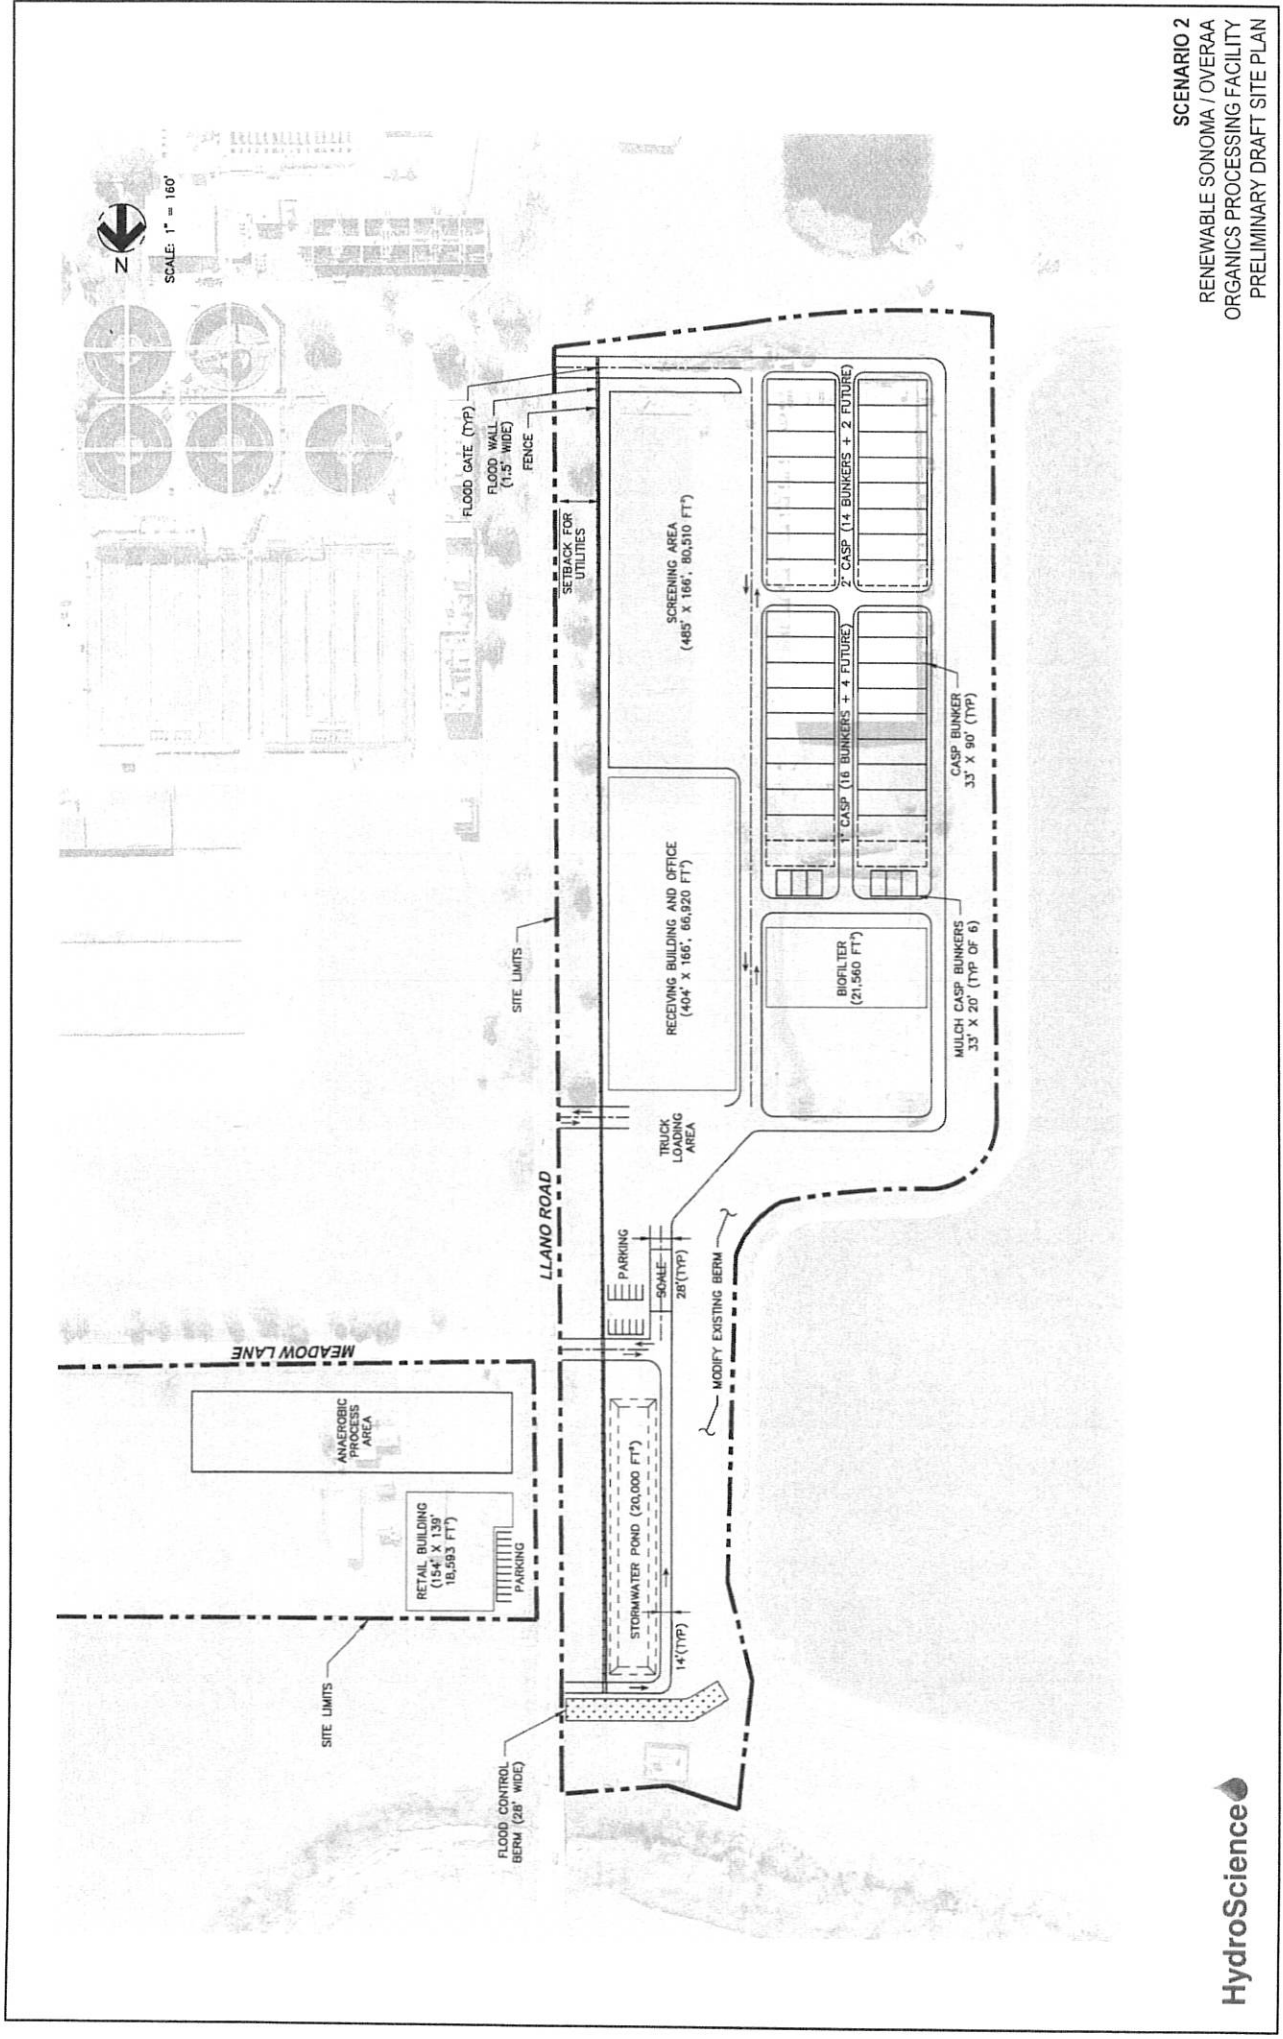 SCENARIO 2
RENEWABLE SONOMA / OVERAA
ORGANICS PROCESSING FACILITY
PRELIMINARY DRAFT SITE PLAN
N
SCALE: 1" = 160'
FLOOD GATE (TYP)
FLOOD WALL
(1.5' WIDE)
FENCE
SETBACK FOR
UTILITIES
SCREENING AREA
(485' X 166', 80,510 FT²)
2° CASP (14 BUNKERS + 2 FUTURE)
1° CASP (16 BUNKERS + 4 FUTURE)
CASP BUNKER
33' X 90' (TYP)
SITE LIMITS
RECEIVING BUILDING AND OFFICE
(404' X 166', 66,920 FT²)
BIOFILTER
(21,560 FT²)
MULCH CASP BUNKERS
33' X 20' (TYP OF 6)
LLANO ROAD
TRUCK
LOADING
AREA
PARKING
SCALE
28'(TYP)
MODIFY EXISTING BERM
MEADOW LANE
ANAEROBIC
PROCESS
AREA
RETAIL BUILDING
(154' X 139'
18,593 FT²)
PARKING
STORMWATER POND (20,000 FT²)
14'(TYP)
SITE LIMITS
FLOOD CONTROL
BERM (28' WIDE)
HydroScience